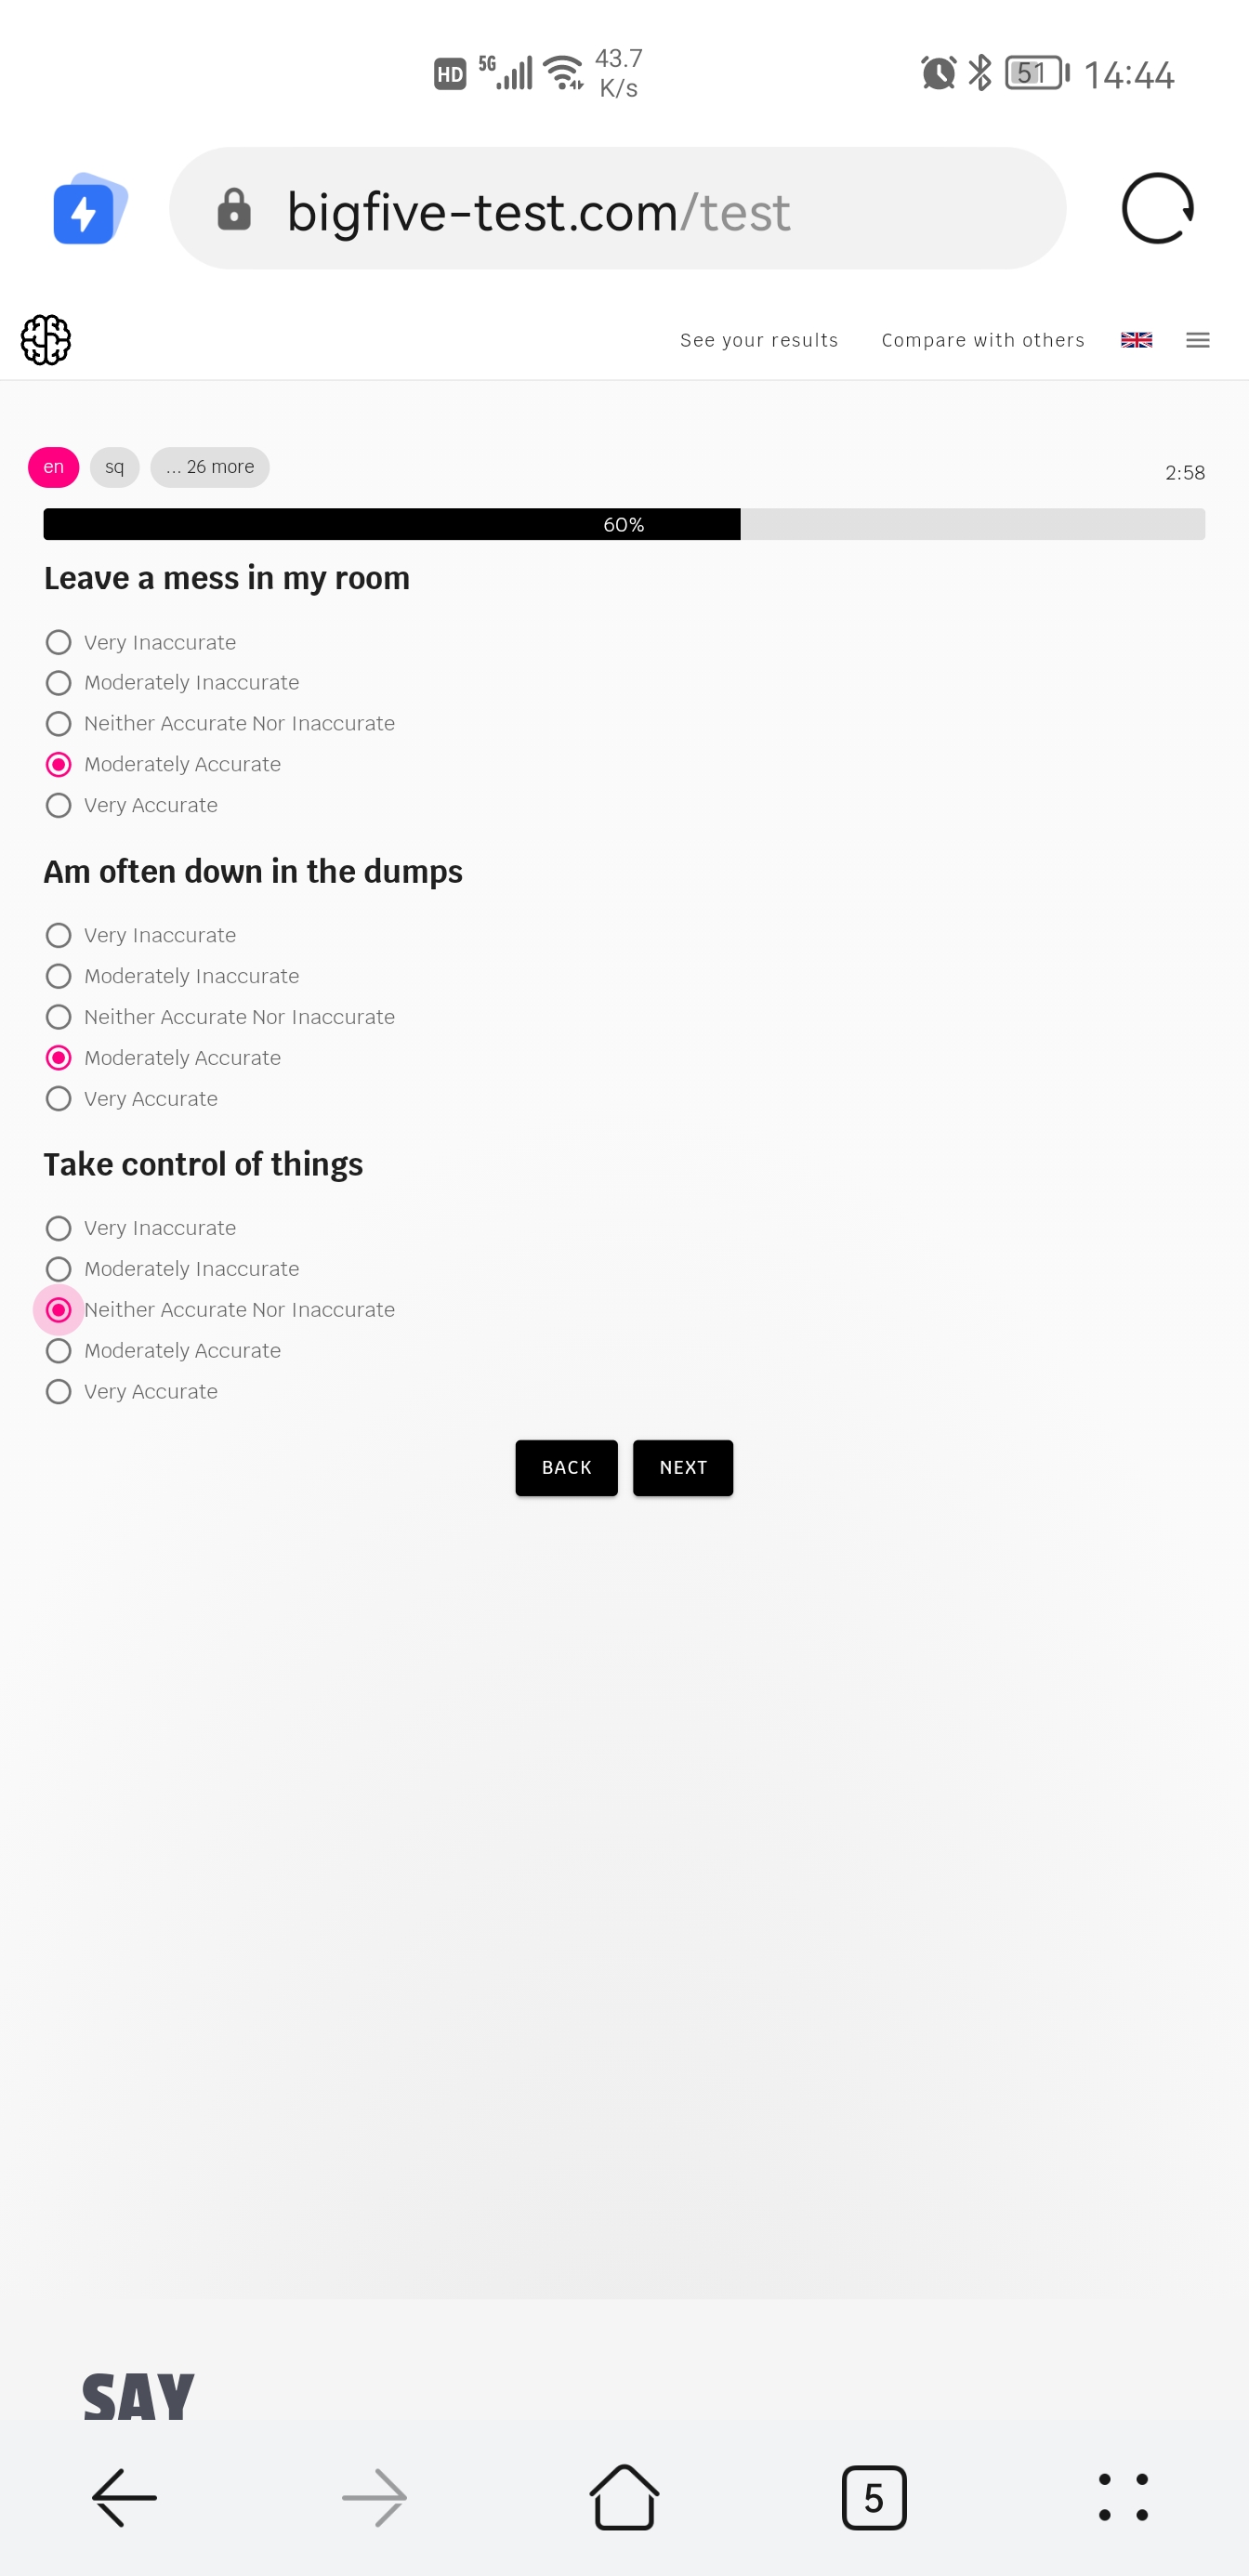 HD 5G 43.7 K/s 51 14:44
bigfive-test.com/test
See your results Compare with others
en sq ... 26 more 2:58
60%
Leave a mess in my room
Very Inaccurate
Moderately Inaccurate
Neither Accurate Nor Inaccurate
Moderately Accurate
Very Accurate
Am often down in the dumps
Very Inaccurate
Moderately Inaccurate
Neither Accurate Nor Inaccurate
Moderately Accurate
Very Accurate
Take control of things
Very Inaccurate
Moderately Inaccurate
Neither Accurate Nor Inaccurate
Moderately Accurate
Very Accurate
BACK NEXT
SAY
5